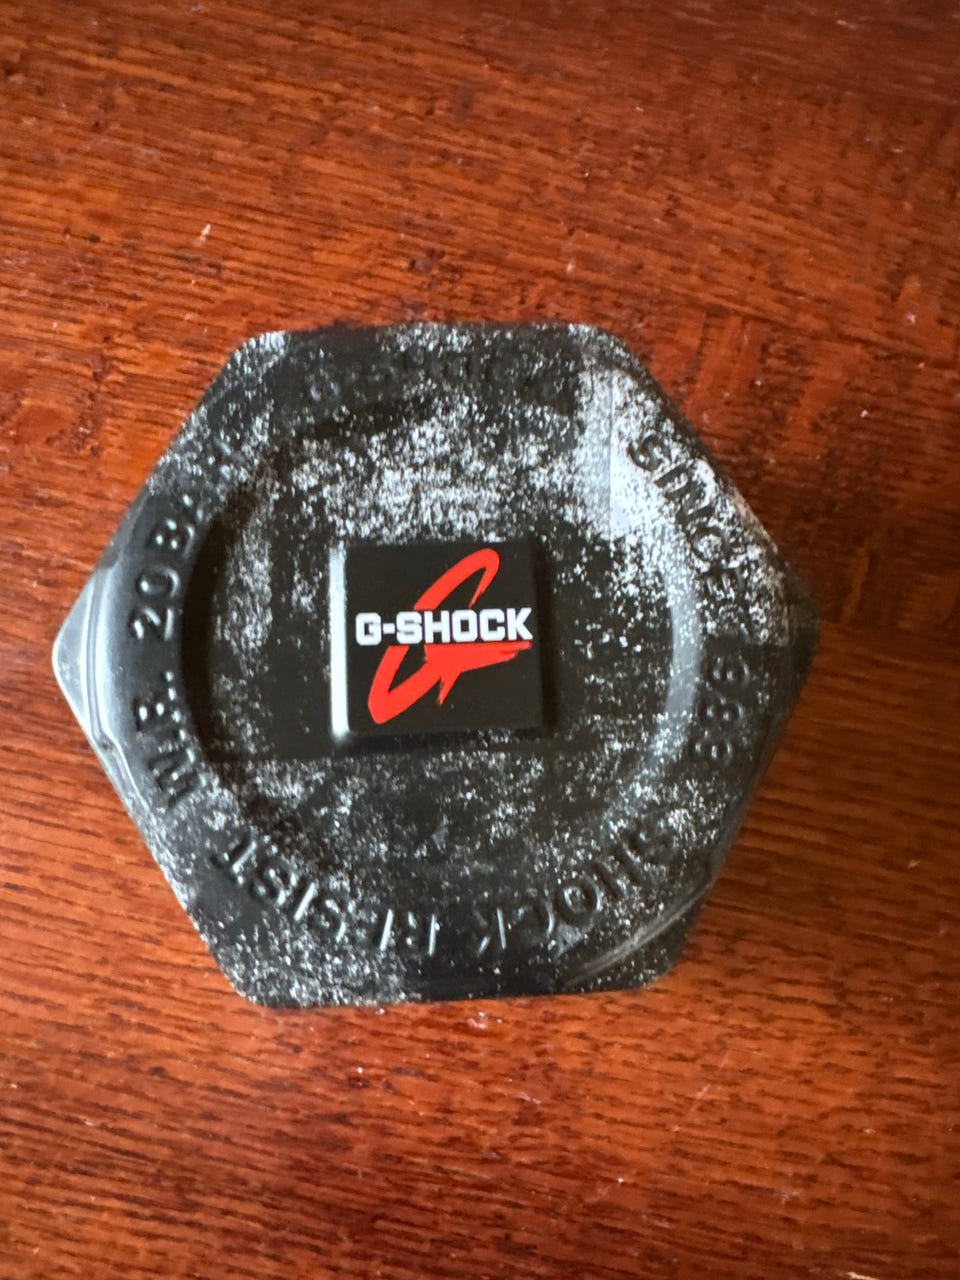 G-SHOCK
SINCE 1983
SHOCK RESIST.
W.R. 20BAR